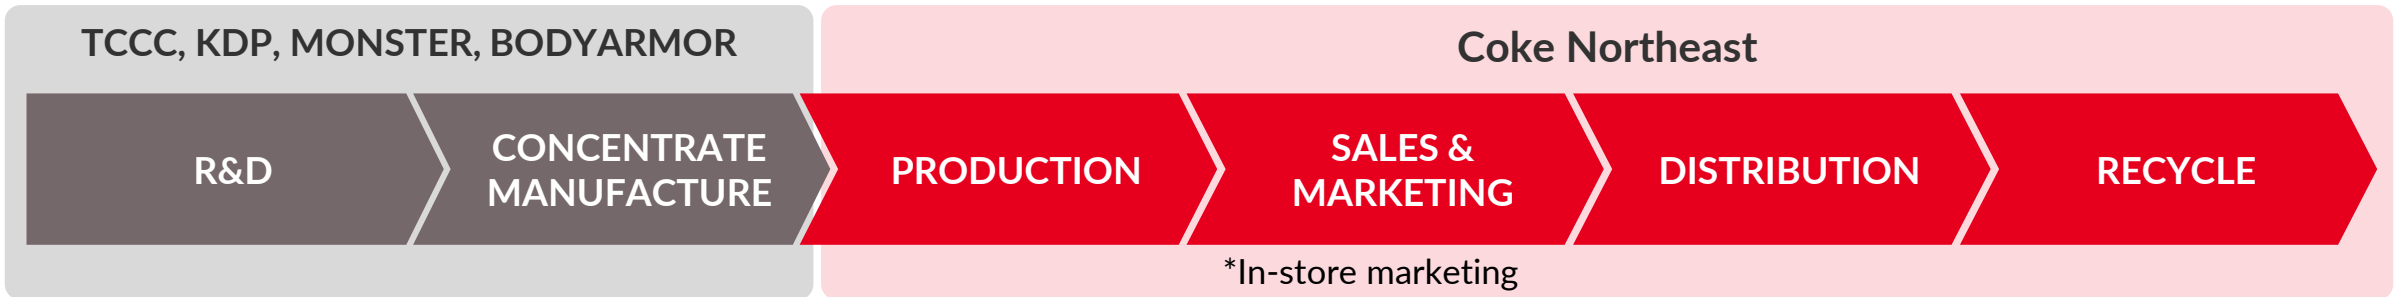 TCCC, KDP, MONSTER, BODYARMOR
Coke Northeast
R&D
CONCENTRATE
MANUFACTURE
PRODUCTION
SALES &
MARKETING
DISTRIBUTION
RECYCLE
*In-store marketing